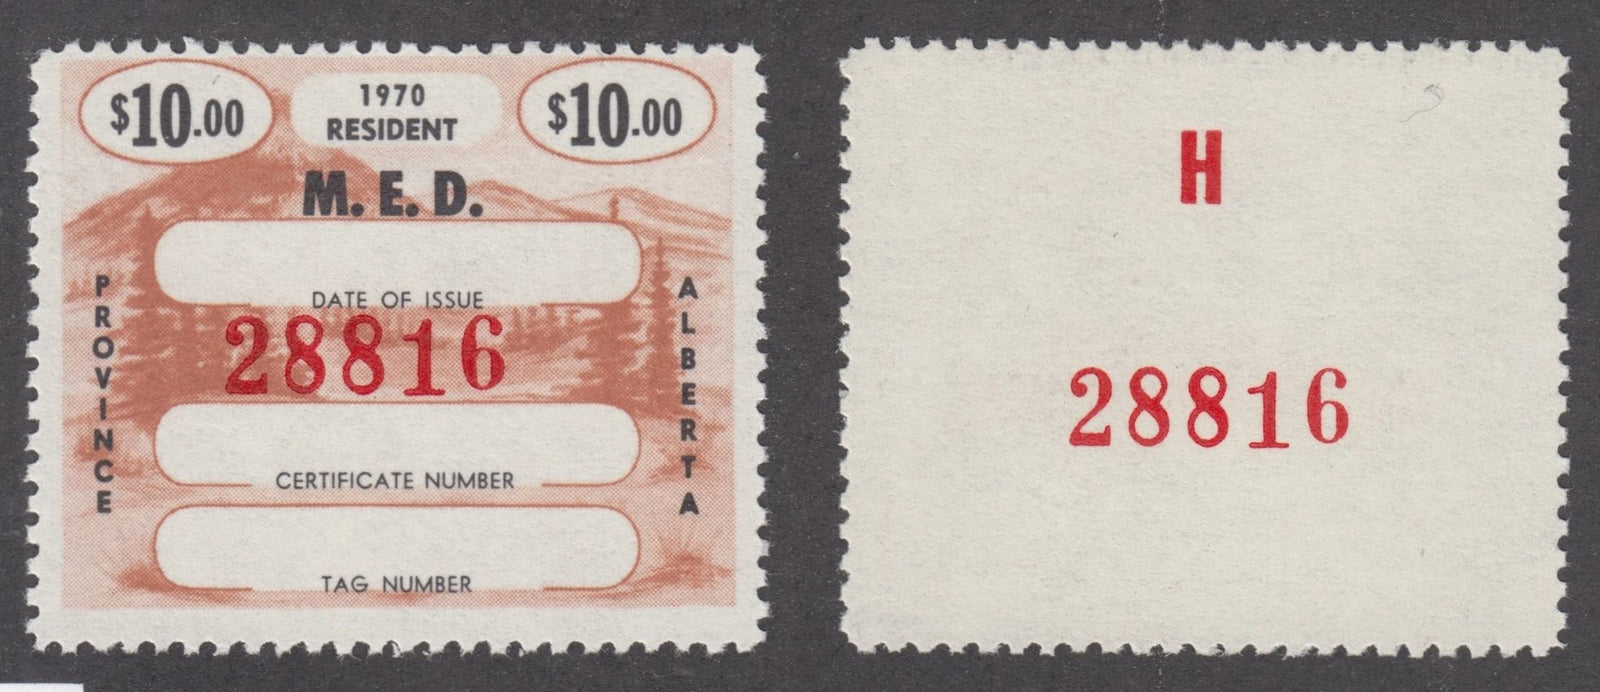 $10.00
1970
RESIDENT
$10.00
M. E. D.
DATE OF ISSUE
28816
CERTIFICATE NUMBER
TAG NUMBER
PROVINCE
ALBERTA
H
28816